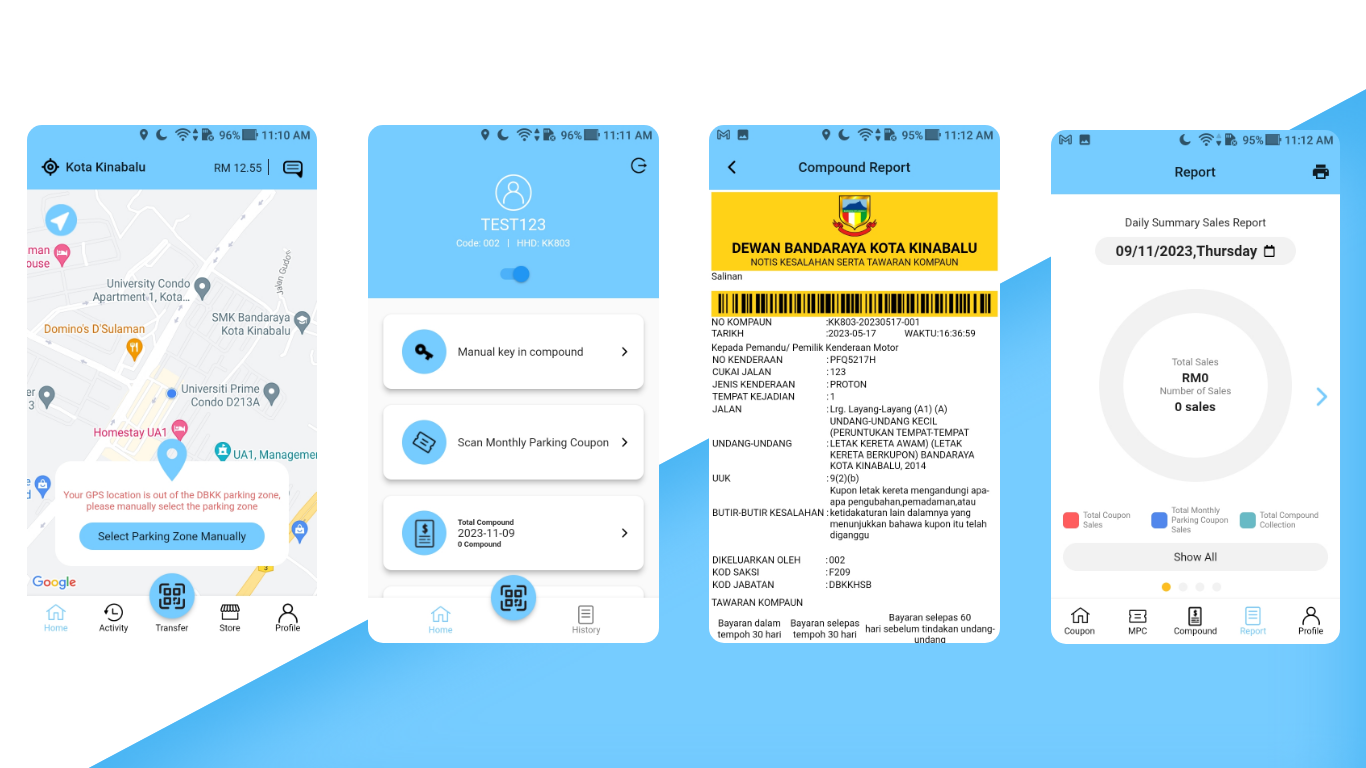 96% 11:10 AM
Kota Kinabalu
RM 12.55
man
ouse
University Condo
Apartment 1, Kota...
Jalan Gudon
SMK Bandaraya
Kota Kinabalu
Domino's D'Sulaman
er
3
Universiti Prime
Condo D213A
Homestay UA1
UA1, Managemer
Your GPS location is out of the DBKK parking zone,
please manually select the parking zone
Select Parking Zone Manually
Google
3
Home
Activity
Transfer
Store
Profile
96% 11:11 AM
TEST123
Code: 002 | HHD: KK803
Manual key in compound
Scan Monthly Parking Coupon
Total Compound
2023-11-09
0 Compound
Home
History
95% 11:12 AM
Compound Report
DEWAN BANDARAYA KOTA KINABALU
NOTIS KESALAHAN SERTA TAWARAN KOMPAUN
Salinan
NO KOMPAUN :KK803-20230517-001
TARIKH :2023-05-17 WAKTU:16:36:59
Kepada Pemandu/ Pemilik Kenderaan Motor
NO KENDERAAN :PFQ5217H
CUKAI JALAN :123
JENIS KENDERAAN :PROTON
TEMPAT KEJADIAN :1
JALAN :Lrg. Layang-Layang (A1) (A)
UNDANG-UNDANG KECIL
(PERUNTUKAN TEMPAT-TEMPAT
UNDANG-UNDANG :LETAK KERETA AWAM) (LETAK
KERETA BERKUPON) BANDARAYA
KOTA KINABALU, 2014
UUK :9(2)(b)
Kupon letak kereta mengandungi apa-
apa pengubahan,pemadaman,atau
BUTIR-BUTIR KESALAHAN :ketidakaturan lain dalamnya yang
menunjukkan bahawa kupon itu telah
diganggu
DIKELUARKAN OLEH :002
KOD SAKSI :F209
KOD JABATAN :DBKKHSB
TAWARAN KOMPAUN
Bayaran dalam
tempoh 30 hari
Bayaran selepas
tempoh 30 hari
Bayaran selepas 60
hari sebelum tindakan undang-
undang
95% 11:12 AM
Report
Daily Summary Sales Report
09/11/2023,Thursday
Total Sales
RM0
Number of Sales
0 sales
Total Coupon
Sales
Total Monthly
Parking Coupon
Sales
Total Compound
Collection
Show All
Coupon
MPC
Compound
Report
Profile